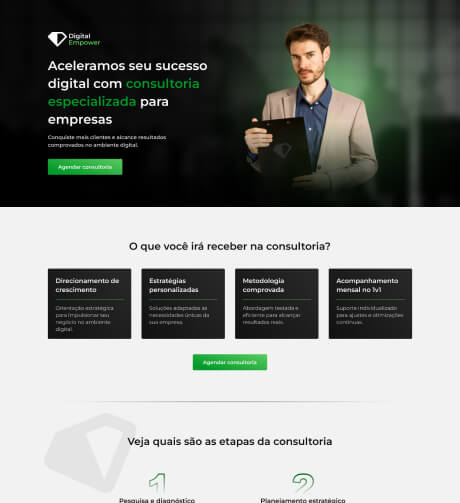 Digital
Empower
Aceleramos seu sucesso
digital com consultoria
especializada para
empresas
Conquiste mais clientes e alcance resultados
comprovados no ambiente digital.
Agendar consultoria
O que você irá receber na consultoria?
Direcionamento de
crescimento
Orientação estratégica
para impulsionar seu
negócio no ambiente
digital.
Estratégias
personalizadas
Soluções adaptadas às
necessidades únicas da
sua empresa.
Metodologia
comprovada
Abordagem testada e
eficiente para alcançar
resultados reais.
Acompanhamento
mensal no 1v1
Suporte individualizado
para ajustes e otimizações
contínuas.
Agendar consultoria
Veja quais são as etapas da consultoria
1 2
Pesquisa e diagnóstico Planejamento estratégico